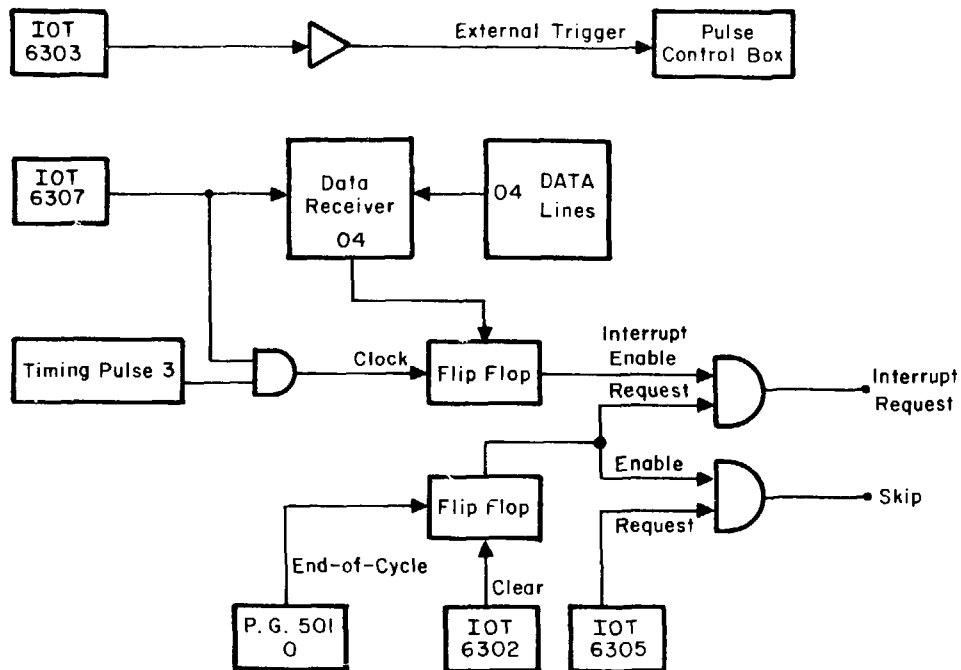 IOT
6303
External Trigger
Pulse
Control Box
IOT
6307
Data
Receiver
04
04 DATA
Lines
Timing Pulse 3
Clock
Flip Flop
Interrupt
Enable
Request
Interrupt
Request
Flip Flop
Enable
Request
Skip
End-of-Cycle
Clear
P. G. 501
0
IOT
6302
IOT
6305